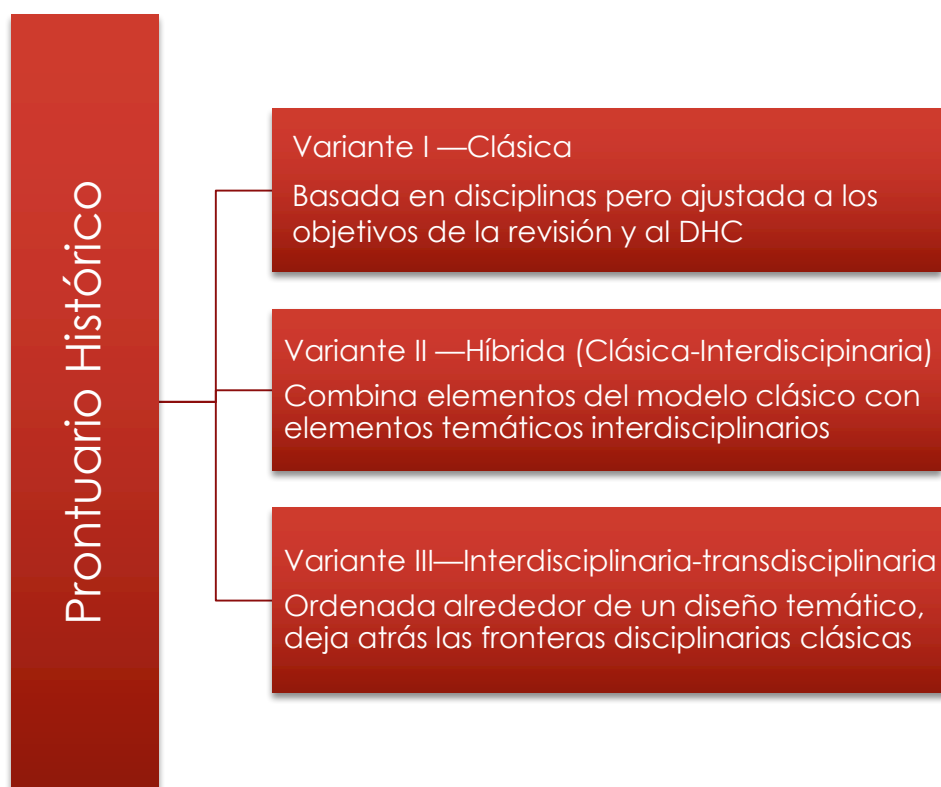 Prontuario Histórico
Variante I —Clásica
Basada en disciplinas pero ajustada a los
objetivos de la revisión y al DHC
Variante II —Híbrida (Clásica-Interdiscipinaria)
Combina elementos del modelo clásico con
elementos temáticos interdisciplinarios
Variante III—Interdisciplinaria-transdisciplinaria
Ordenada alrededor de un diseño temático,
deja atrás las fronteras disciplinarias clásicas